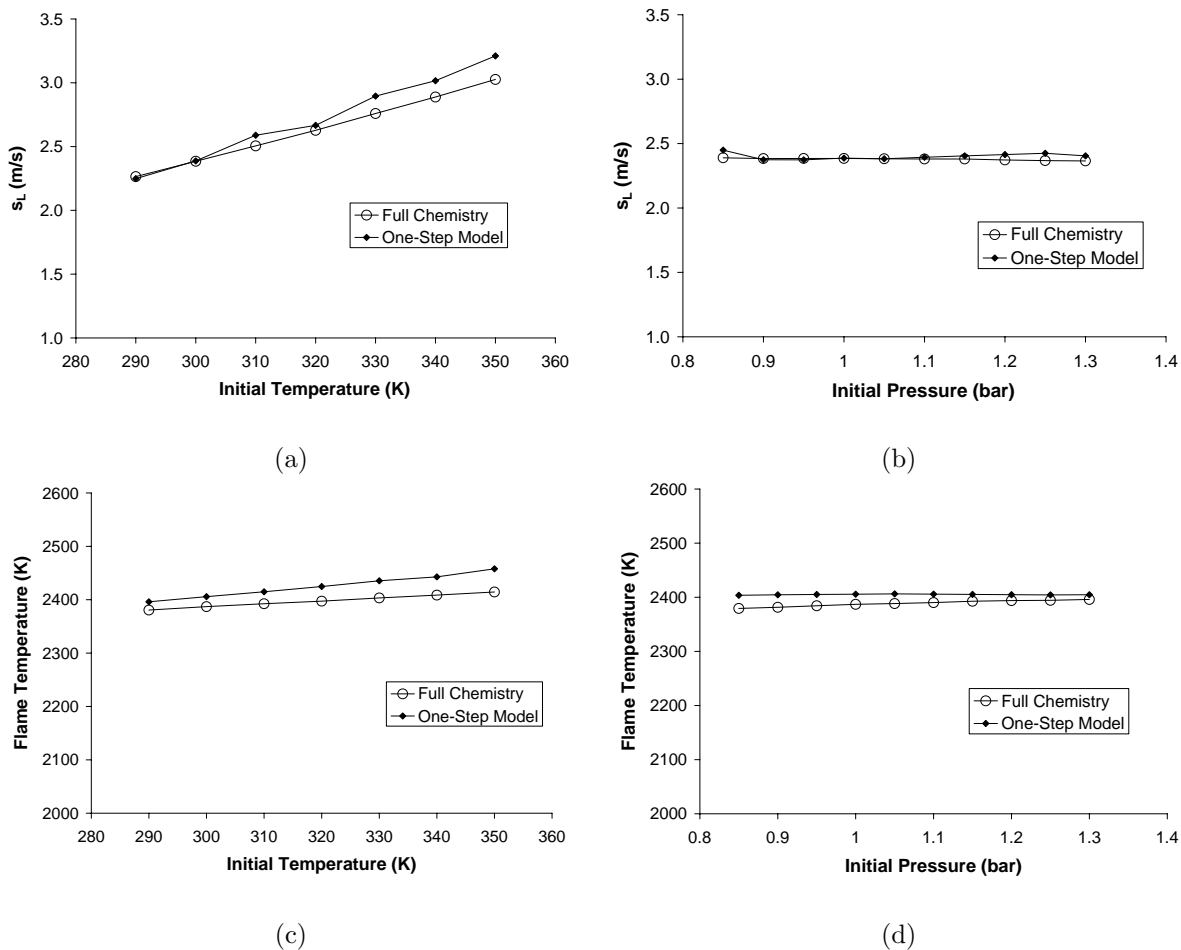 3.5
3.0
2.5
2.0
1.5
1.0
s_L (m/s)
280 290 300 310 320 330 340 350 360
Initial Temperature (K)
Full Chemistry
One-Step Model
(a)
3.5
3.0
2.5
2.0
1.5
1.0
s_L (m/s)
0.8 0.9 1 1.1 1.2 1.3 1.4
Initial Pressure (bar)
Full Chemistry
One-Step Model
(b)
2600
2500
2400
2300
2200
2100
2000
Flame Temperature (K)
280 290 300 310 320 330 340 350 360
Initial Temperature (K)
Full Chemistry
One-Step Model
(c)
2600
2500
2400
2300
2200
2100
2000
Flame Temperature (K)
0.8 0.9 1 1.1 1.2 1.3 1.4
Initial Pressure (bar)
Full Chemistry
One-Step Model
(d)